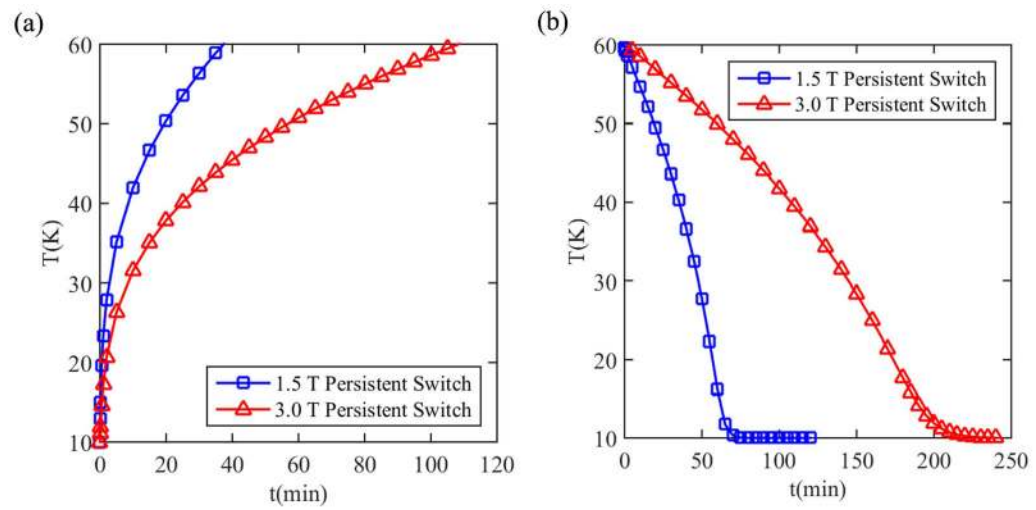 (a)
60
50
40
30
20
10
T(K)
1.5 T Persistent Switch
3.0 T Persistent Switch
0 20 40 60 80 100 120
t(min)
(b)
60
50
40
30
20
10
T(K)
1.5 T Persistent Switch
3.0 T Persistent Switch
0 50 100 150 200 250
t(min)